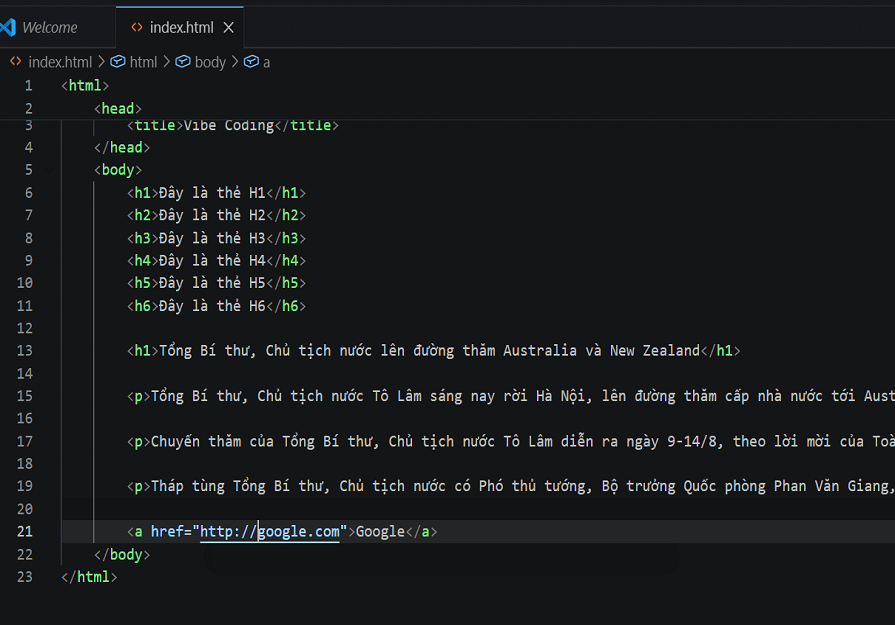 Welcome
index.html
index.html > html > body > a
1 <html>
2 <head>
3 <title>Vibe Coding</title>
4 </head>
5 <body>
6 <h1>Đây là thẻ H1</h1>
7 <h2>Đây là thẻ H2</h2>
8 <h3>Đây là thẻ H3</h3>
9 <h4>Đây là thẻ H4</h4>
10 <h5>Đây là thẻ H5</h5>
11 <h6>Đây là thẻ H6</h6>
12
13 <h1>Tổng Bí thư, Chủ tịch nước lên đường thăm Australia và New Zealand</h1>
14
15 <p>Tổng Bí thư, Chủ tịch nước Tô Lâm sáng nay rời Hà Nội, lên đường thăm cấp nhà nước tới Aust
16
17 <p>Chuyến thăm của Tổng Bí thư, Chủ tịch nước Tô Lâm diễn ra ngày 9-14/8, theo lời mời của Toà
18
19 <p>Tháp tùng Tổng Bí thư, Chủ tịch nước có Phó thủ tướng, Bộ trưởng Quốc phòng Phan Văn Giang,
20
21 <a href="http://google.com">Google</a>
22 </body>
23 </html>